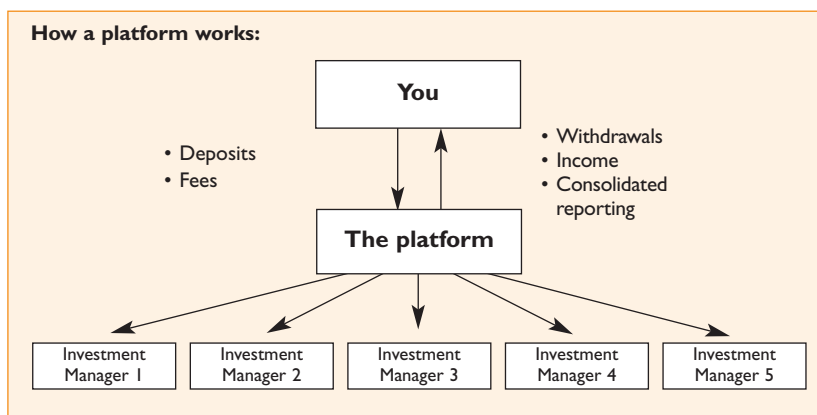 How a platform works:
You
• Deposits
• Fees
• Withdrawals
• Income
• Consolidated
reporting
The platform
Investment
Manager 1
Investment
Manager 2
Investment
Manager 3
Investment
Manager 4
Investment
Manager 5